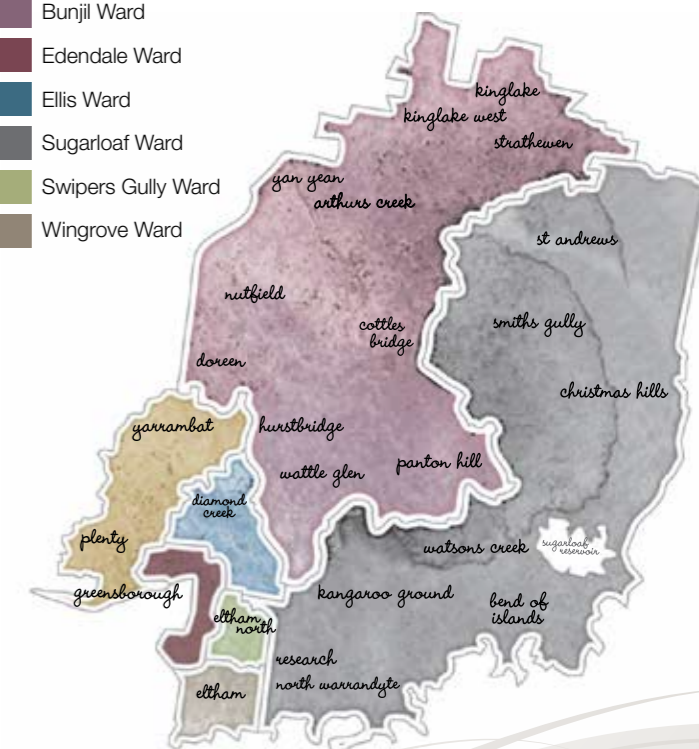 Bunjil Ward
Edendale Ward
Ellis Ward
Sugarloaf Ward
Swipers Gully Ward
Wingrove Ward
kinglake
kinglake west
strathewen
yan yean
arthurs creek
st andrews
nutfield
smiths gully
cottles
bridge
doreen
christmas hills
yarrambat
hurstbridge
wattle glen
panton hill
diamond
creek
plenty
watsons creek
sugarloaf
reservoir
greensborough
kangaroo ground
bend of
islands
eltham
north
research
eltham
north warrandyte